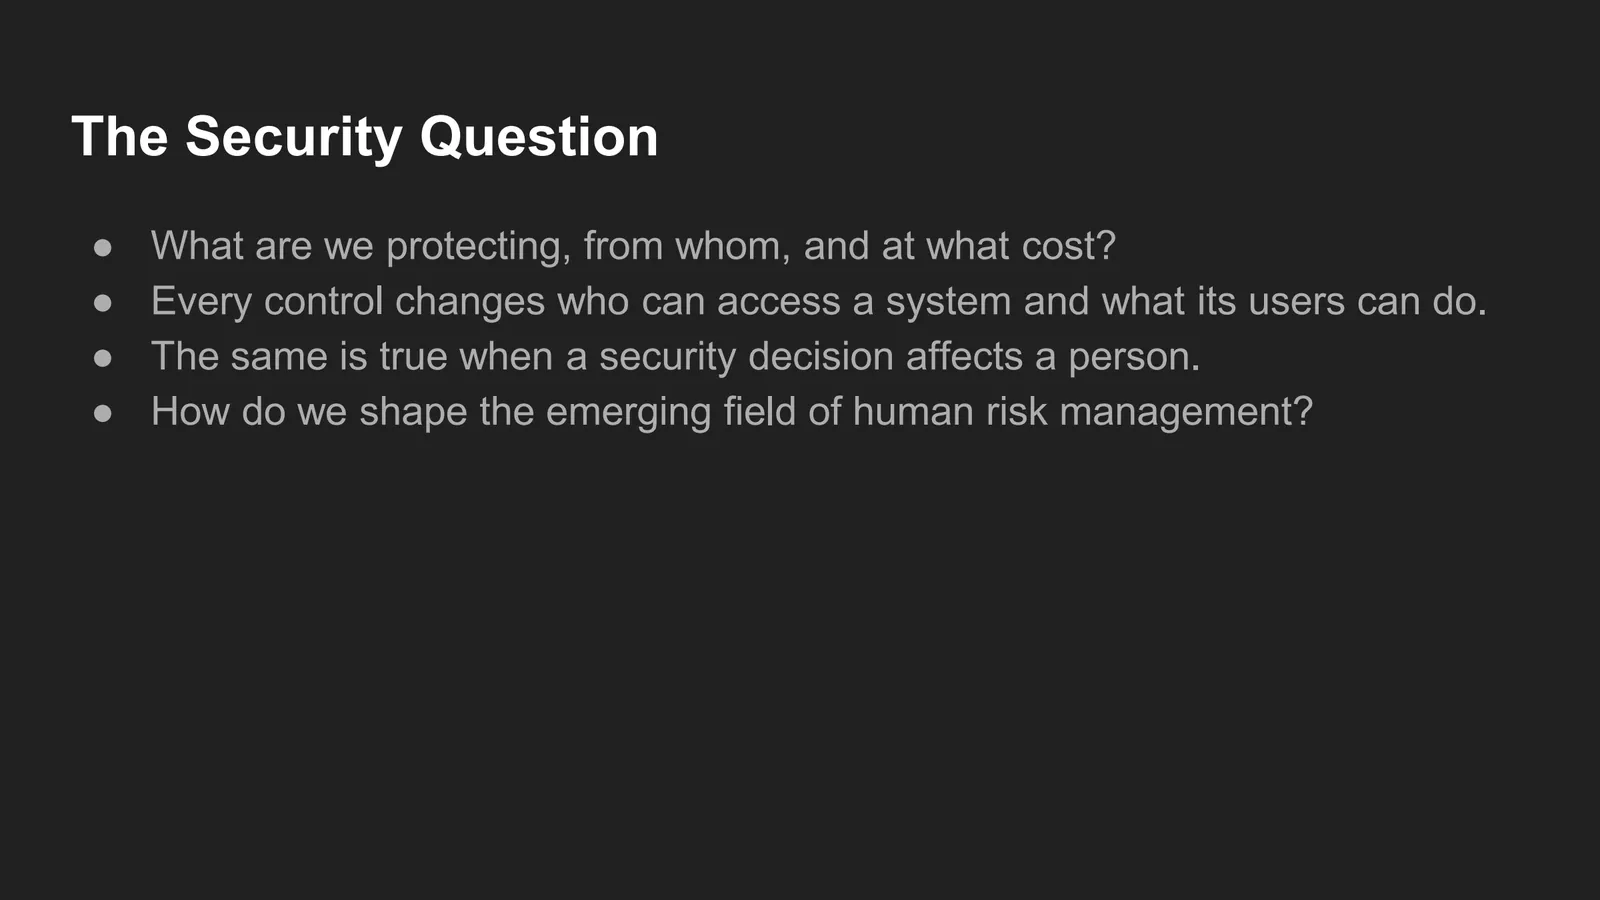 The Security Question
● What are we protecting, from whom, and at what cost?
● Every control changes who can access a system and what its users can do.
● The same is true when a security decision affects a person.
● How do we shape the emerging field of human risk management?